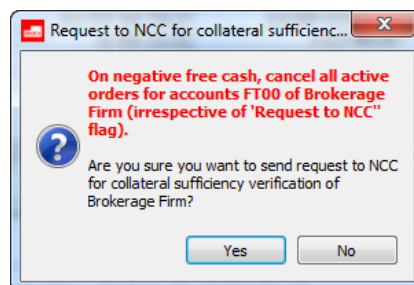 Request to NCC for collateral sufficienc...
On negative free cash, cancel all active
orders for accounts FT00 of Brokerage
Firm (irrespective of 'Request to NCC"
flag).
Are you sure you want to send request to NCC
for collateral sufficiency verification of
Brokerage Firm?
Yes
No